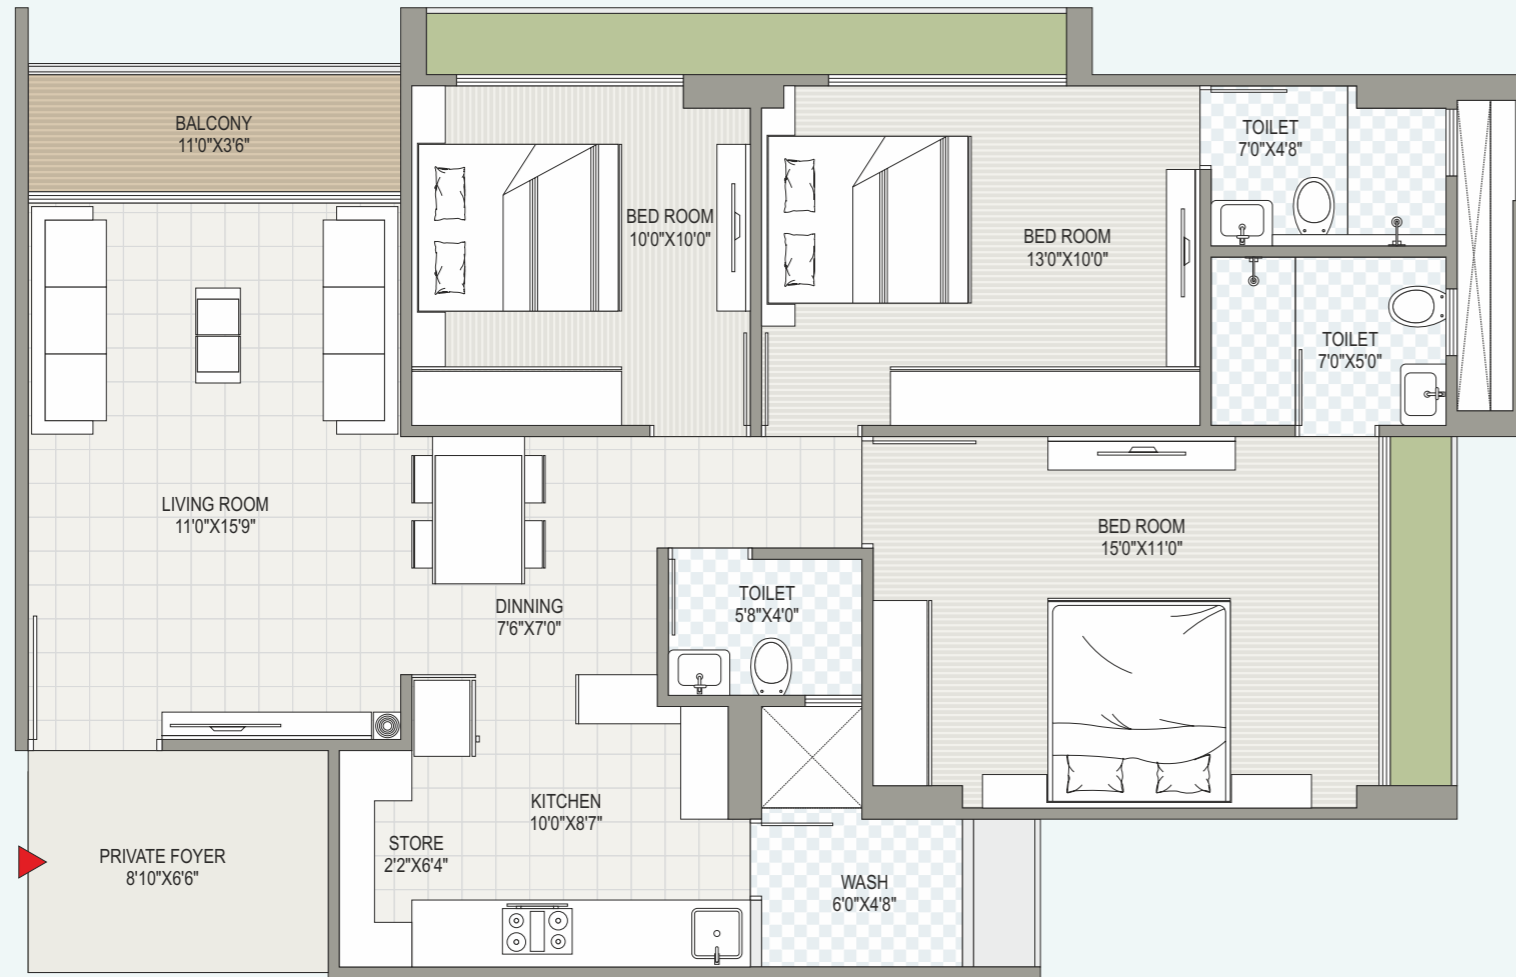 BALCONY
11'0"X3'6"
BED ROOM
10'0"X10'0"
BED ROOM
13'0"X10'0"
TOILET
7'0"X4'8"
TOILET
7'0"X5'0"
LIVING ROOM
11'0"X15'9"
BED ROOM
15'0"X11'0"
DINNING
7'6"X7'0"
TOILET
5'8"X4'0"
KITCHEN
10'0"X8'7"
STORE
2'2"X6'4"
PRIVATE FOYER
8'10"X6'6"
WASH
6'0"X4'8"